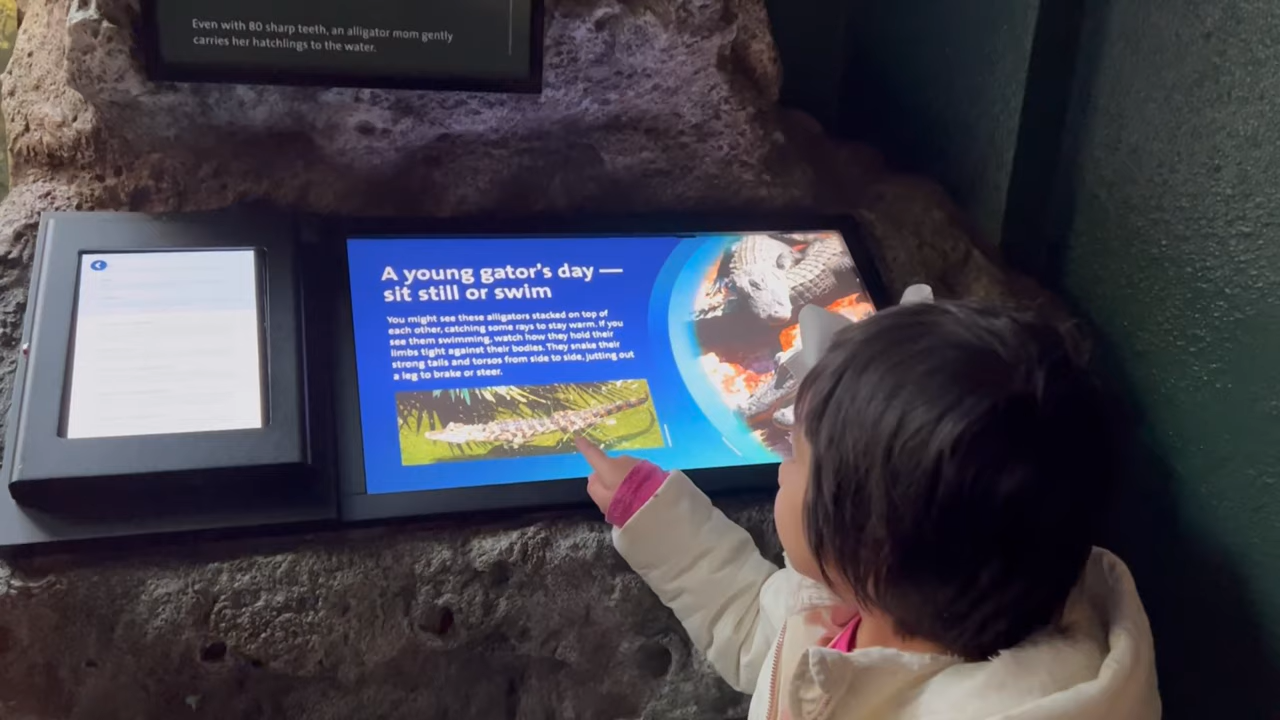 Even with 80 sharp teeth, an alligator mom gently
carries her hatchlings to the water.
A young gator's day —
sit still or swim
You might see these alligators stacked on top of
each other, catching some rays to stay warm. If you
see them swimming, watch how they hold their
limbs tight against their bodies. They snake their
strong tails and torsos from side to side, jutting out
a leg to brake or steer.